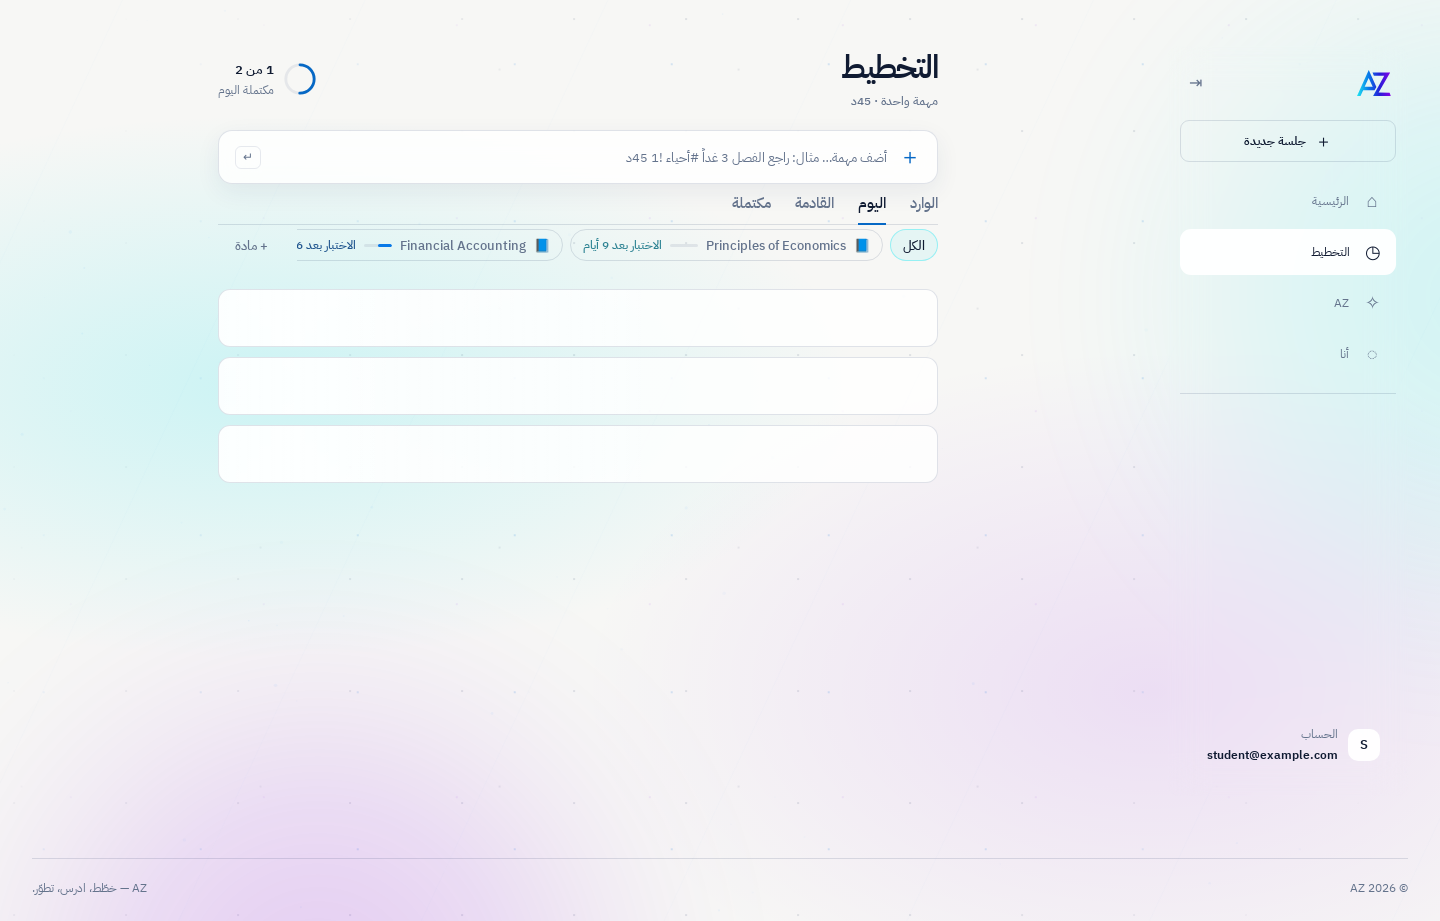 AZ
+ جلسة جديدة
الرئيسية
التخطيط
AZ
أنا
الحساب
student@example.com
S
التخطيط
مهمة واحدة · 45د
1 من 2
مكتملة اليوم
+ أضف مهمة... مثال: راجع الفصل 3 غداً #أحياء !1 45د
الوارد
اليوم
القادمة
مكتملة
الكل
Principles of Economics الاختبار بعد 9 أيام
Financial Accounting الاختبار بعد 6
+ مادة
© 2026 AZ
AZ — خطّط، ادرس، تطوّر.